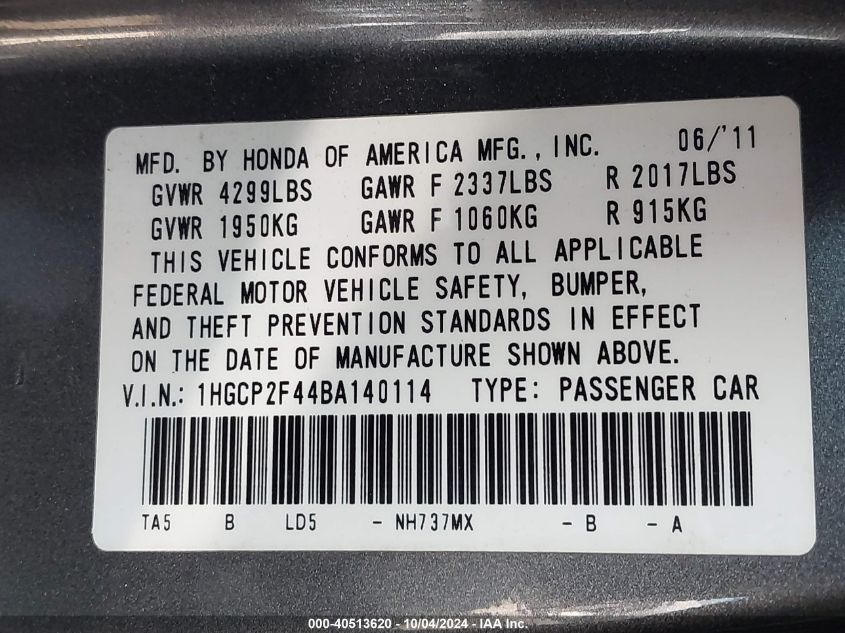 MFD. BY HONDA OF AMERICA MFG., INC. 06/'11
GVWR 4299LBS GAWR F 2337LBS R 2017LBS
GVWR 1950KG GAWR F 1060KG R 915KG
THIS VEHICLE CONFORMS TO ALL APPLICABLE
FEDERAL MOTOR VEHICLE SAFETY, BUMPER,
AND THEFT PREVENTION STANDARDS IN EFFECT
ON THE DATE OF MANUFACTURE SHOWN ABOVE.
V.I.N.: 1HGCP2F44BA140114 TYPE: PASSENGER CAR
TA5 B LD5 - NH737MX - B - A
000-40513620 - 10/04/2024 - IAA Inc.